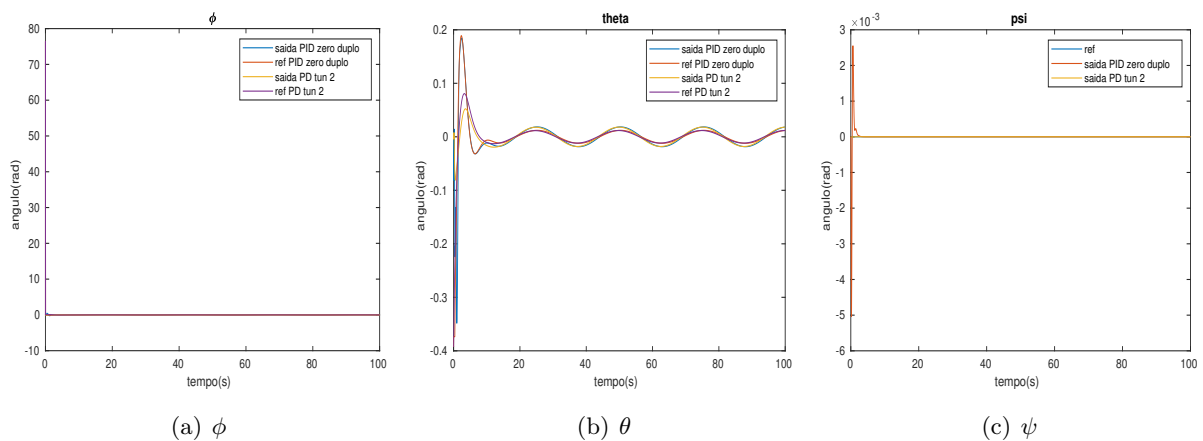 ϕ
80
70
60
50
40
30
20
10
0
-10
0 20 40 60 80 100
angulo(rad)
tempo(s)
saida PID zero duplo
ref PID zero duplo
saida PD tun 2
ref PD tun 2
(a) ϕ
theta
0.2
0.1
0
-0.1
-0.2
-0.3
-0.4
0 20 40 60 80 100
angulo(rad)
tempo(s)
saida PID zero duplo
ref PID zero duplo
saida PD tun 2
ref PD tun 2
(b) θ
psi
×10-3
3
2
1
0
-1
-2
-3
-4
-5
-6
0 20 40 60 80 100
angulo(rad)
tempo(s)
ref
saida PID zero duplo
saida PD tun 2
(c) ψ